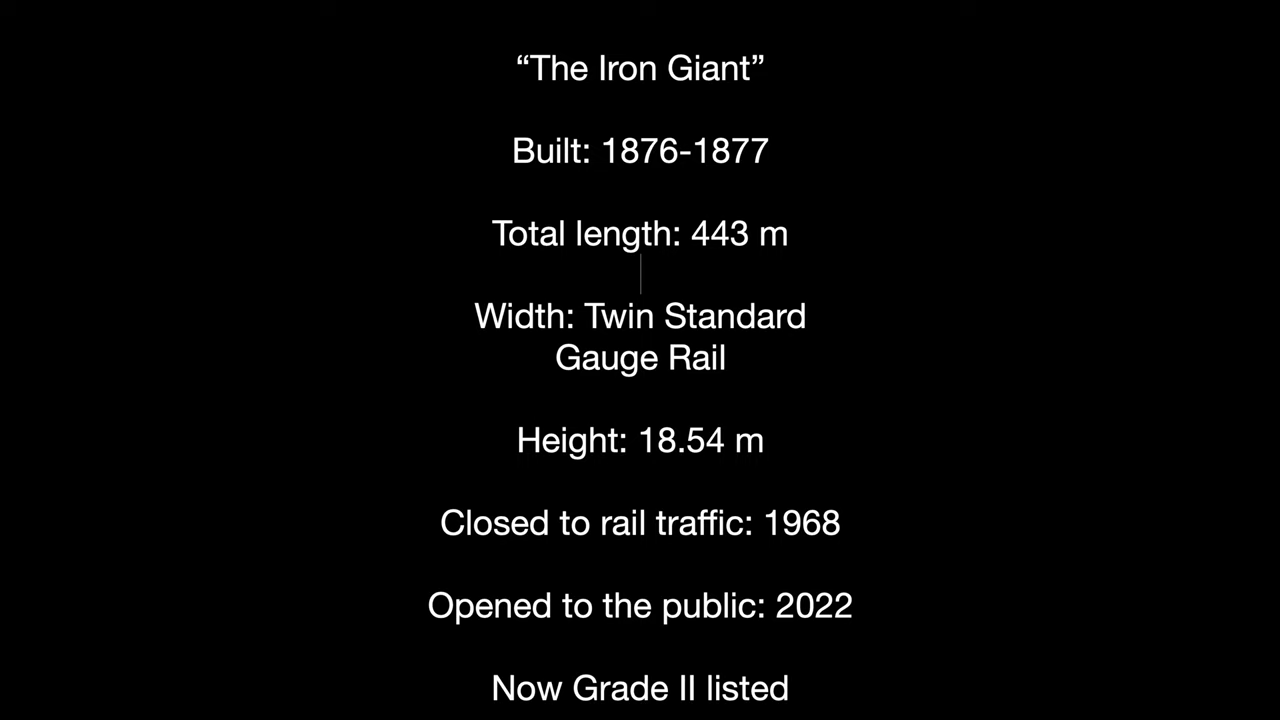 “The Iron Giant”
Built: 1876-1877
Total length: 443 m
Width: Twin Standard
Gauge Rail
Height: 18.54 m
Closed to rail traffic: 1968
Opened to the public: 2022
Now Grade II listed